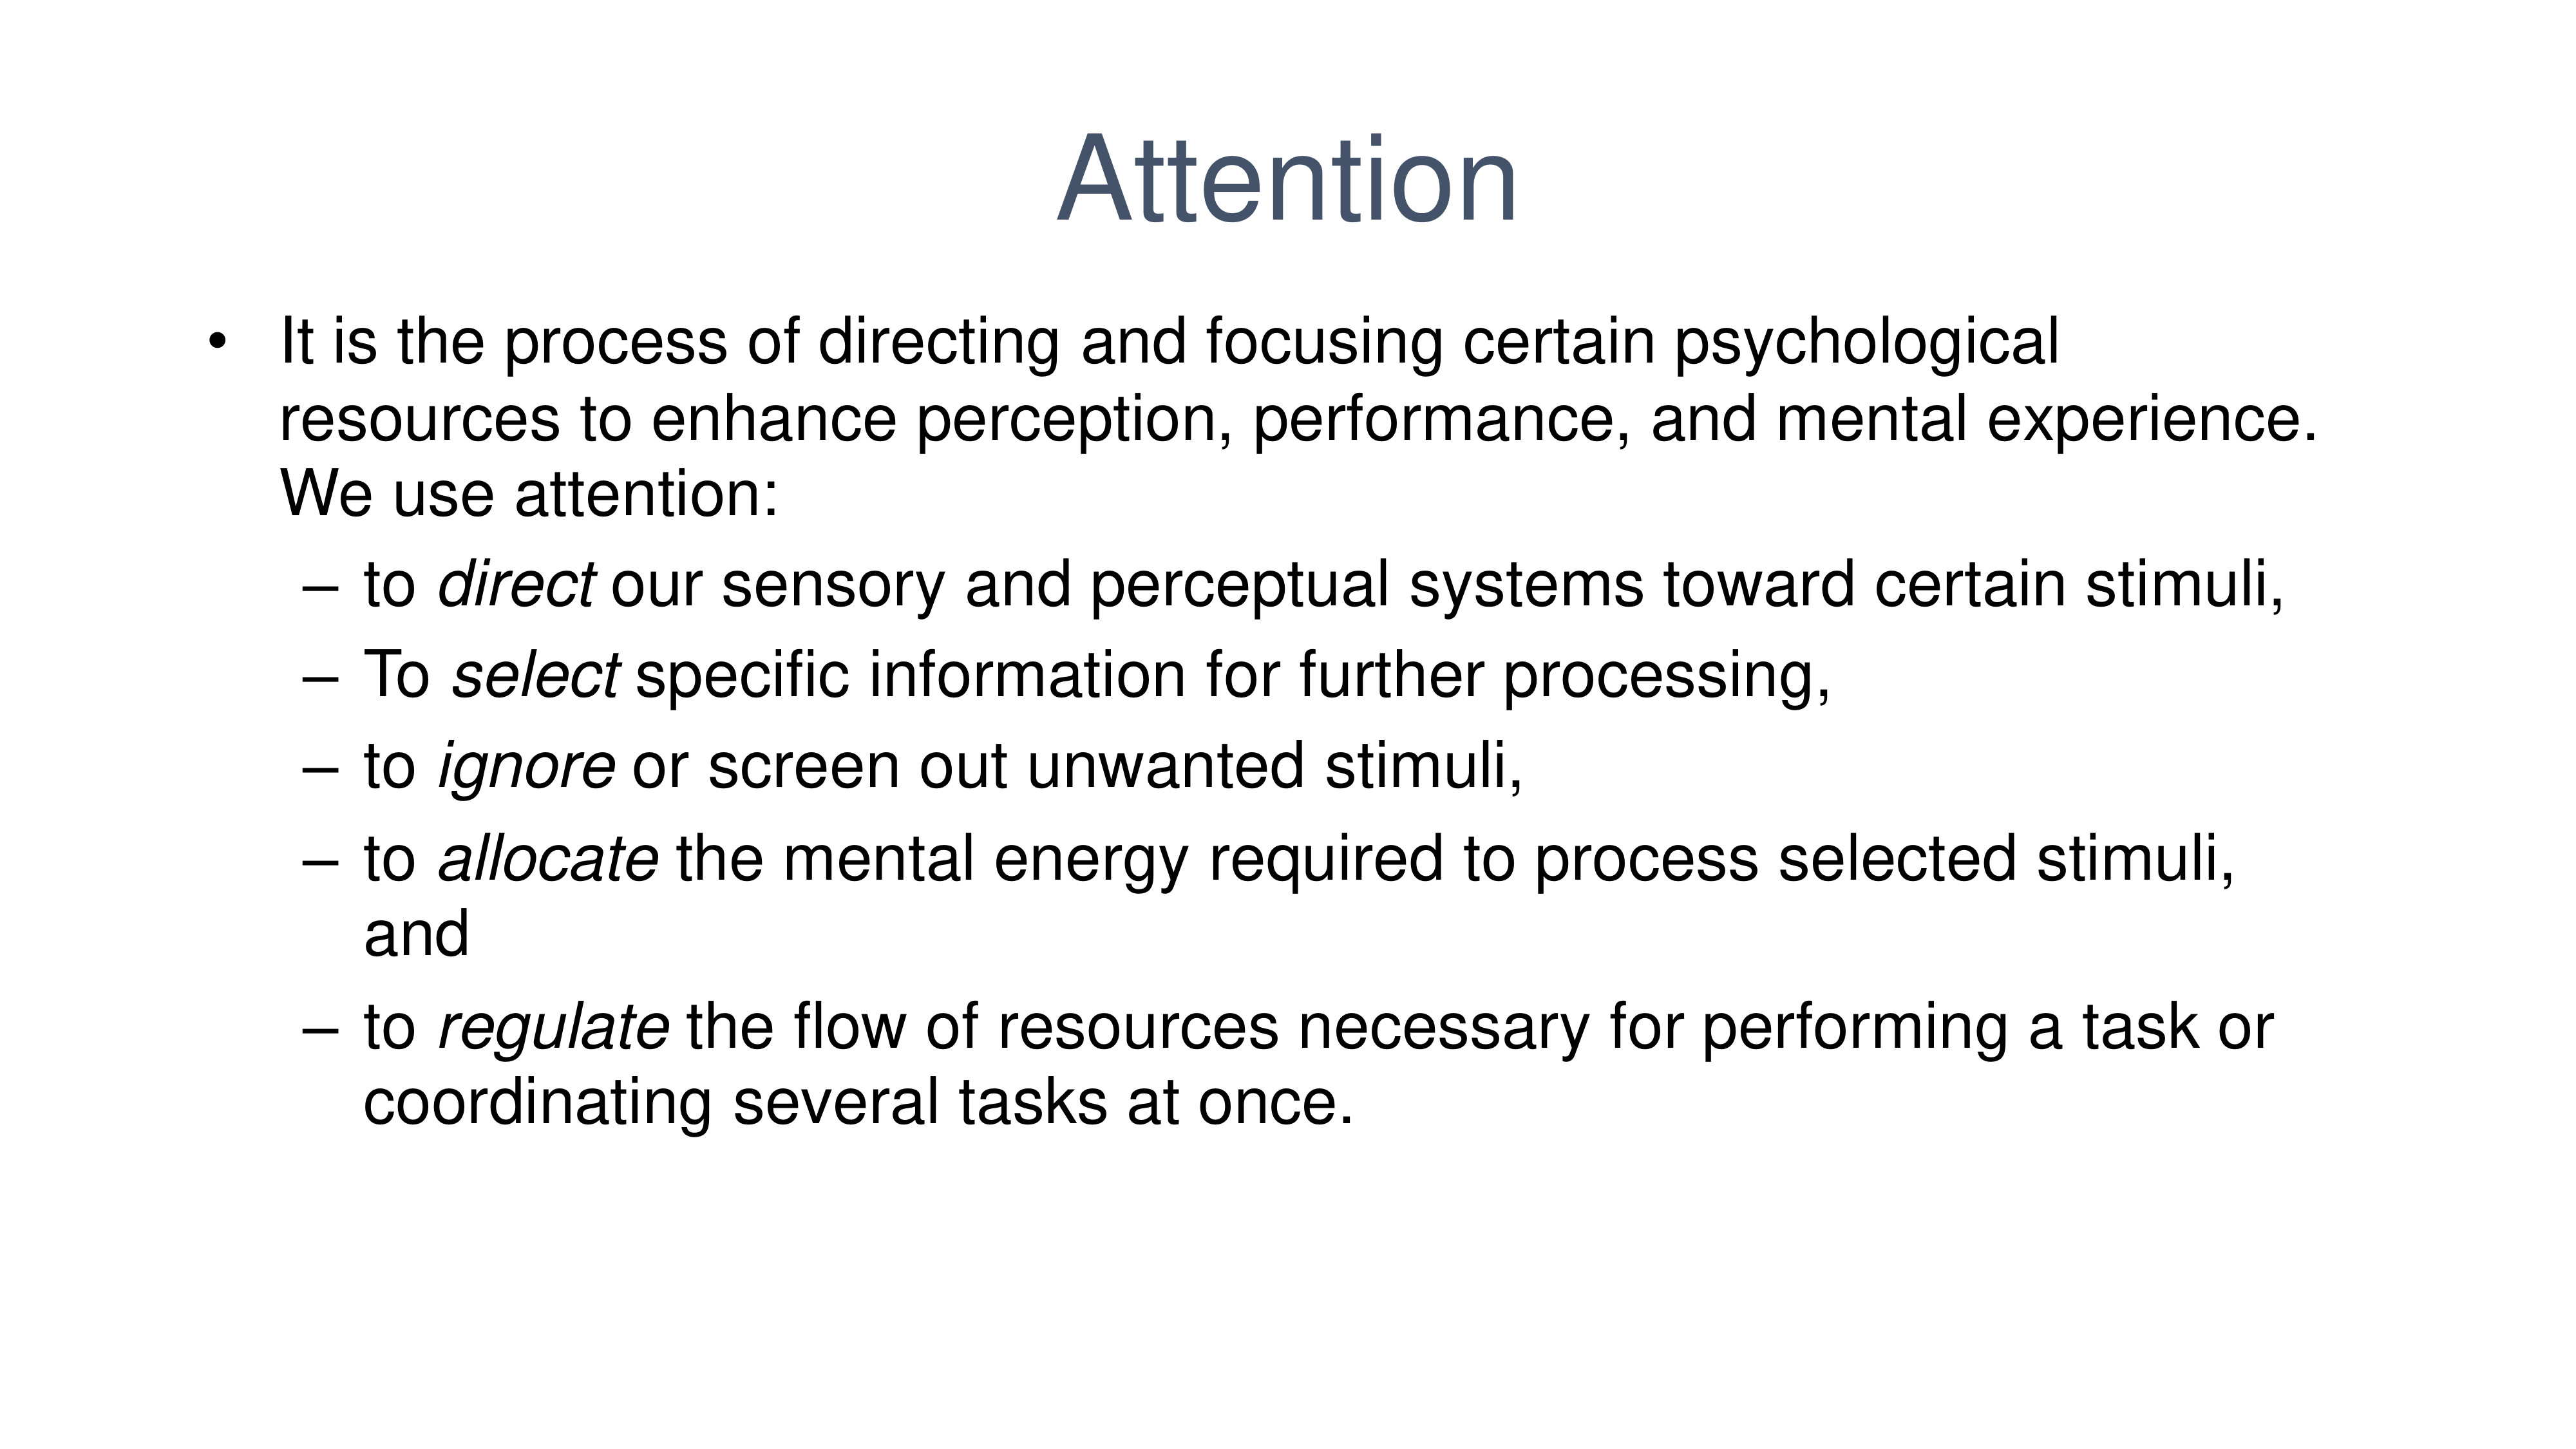 Attention
• It is the process of directing and focusing certain psychological
resources to enhance perception, performance, and mental experience.
We use attention:
– to direct our sensory and perceptual systems toward certain stimuli,
– To select specific information for further processing,
– to ignore or screen out unwanted stimuli,
– to allocate the mental energy required to process selected stimuli,
and
– to regulate the flow of resources necessary for performing a task or
coordinating several tasks at once.